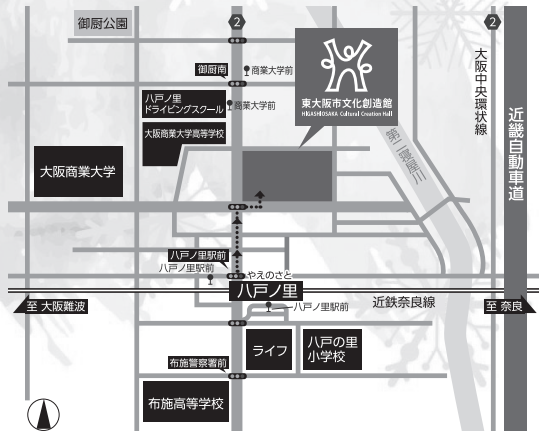 御厨公園
2
2
御厨南
商業大学前
八戸ノ里
ドライビングスクール
商業大学前
大阪商業大学高等学校
大阪商業大学
東大阪市文化創造館
HIGASHIOSAKA Cultural Creation Hall
大阪中央環状線
近畿自動車道
第二寝屋川
八戸ノ里駅前
八戸ノ里駅前
やえのさと
八戸ノ里
近鉄奈良線
至 大阪難波
至 奈良
八戸ノ里駅前
ライフ
八戸の里
小学校
布施警察署前
布施高等学校